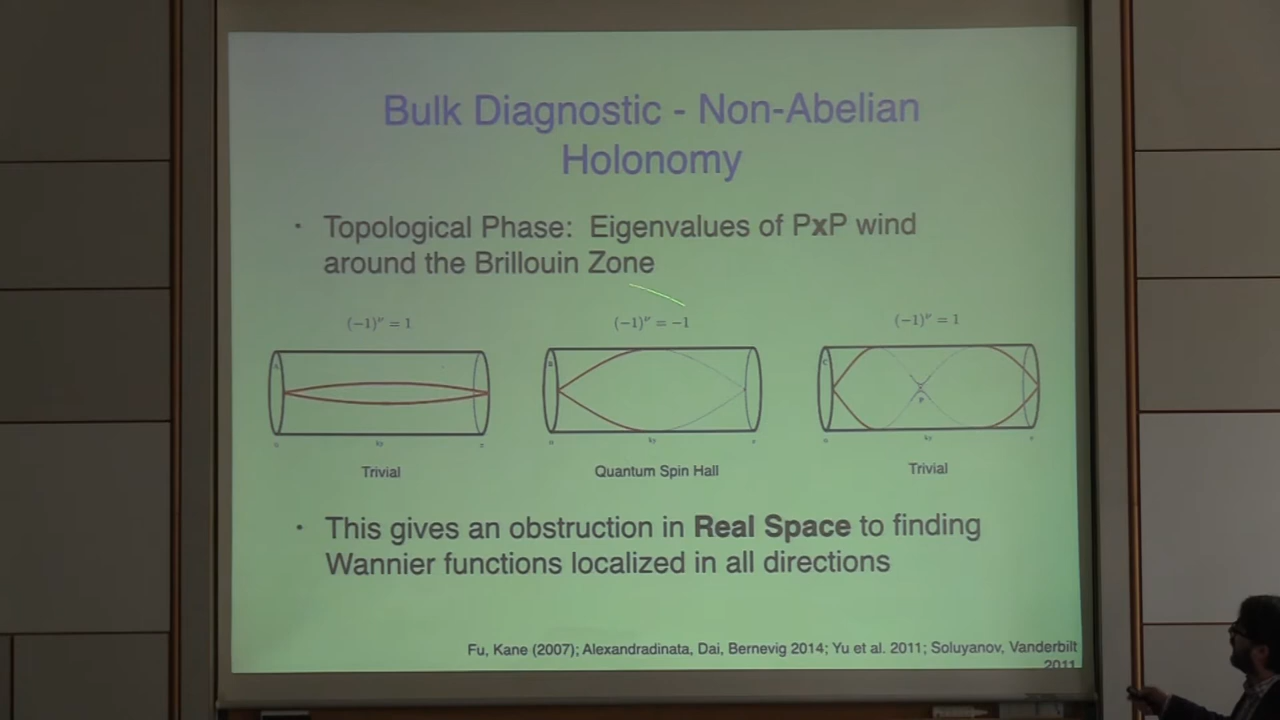 Bulk Diagnostic - Non-Abelian
Holonomy
· Topological Phase: Eigenvalues of PxP wind
around the Brillouin Zone
(−1)^ν = 1
(−1)^ν = −1
(−1)^ν = 1
Trivial
Quantum Spin Hall
Trivial
· This gives an obstruction in Real Space to finding
Wannier functions localized in all directions
Fu, Kane (2007); Alexandradinata, Dai, Bernevig 2014; Yu et al. 2011; Soluyanov, Vanderbilt
2011